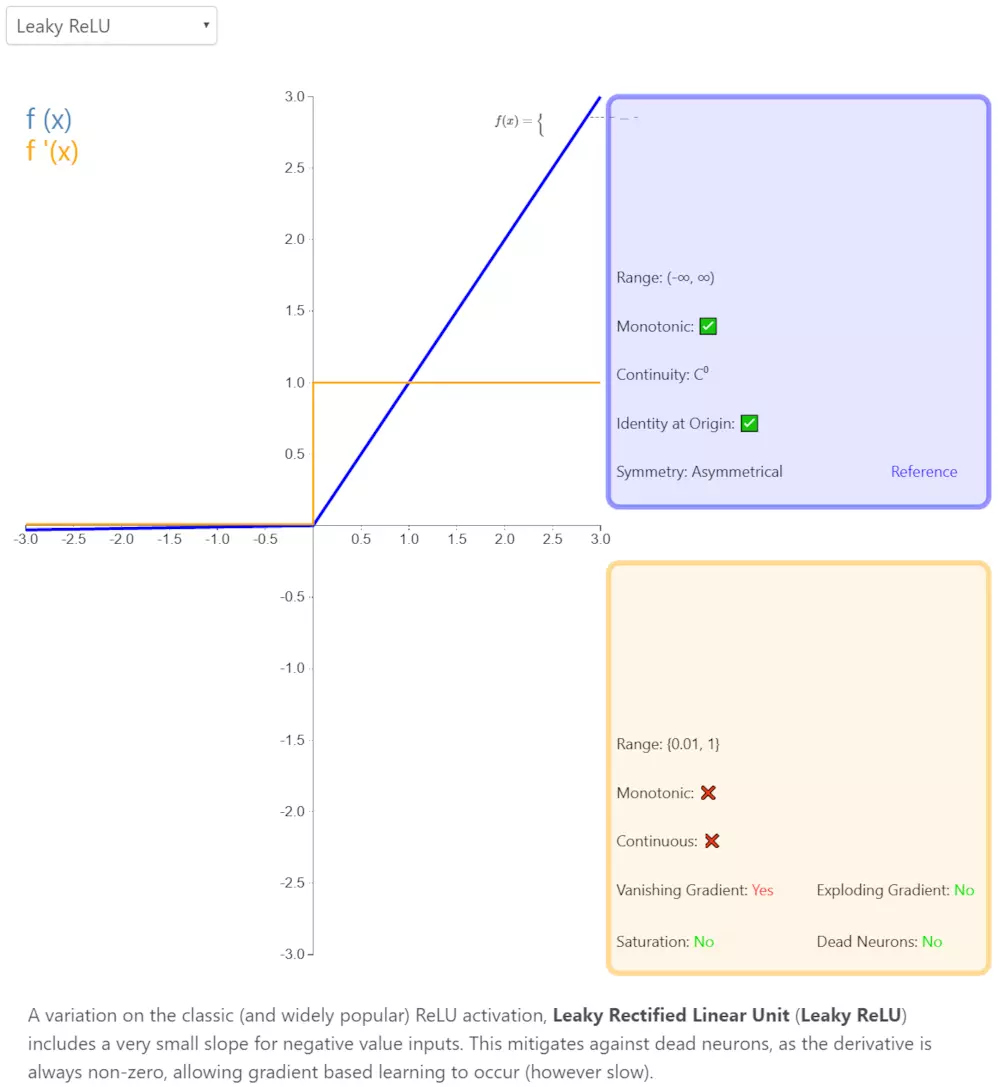 Leaky ReLU
f (x)
f '(x)
f(x) = {
3.0
2.5
2.0
1.5
1.0
0.5
-3.0 -2.5 -2.0 -1.5 -1.0 -0.5 0.5 1.0 1.5 2.0 2.5 3.0
-0.5
-1.0
-1.5
-2.0
-2.5
-3.0
Range: (-∞, ∞)
Monotonic: ✅
Continuity: C⁰
Identity at Origin: ✅
Symmetry: Asymmetrical Reference
Range: {0.01, 1}
Monotonic: ❌
Continuous: ❌
Vanishing Gradient: Yes Exploding Gradient: No
Saturation: No Dead Neurons: No
A variation on the classic (and widely popular) ReLU activation, Leaky Rectified Linear Unit (Leaky ReLU)
includes a very small slope for negative value inputs. This mitigates against dead neurons, as the derivative is
always non-zero, allowing gradient based learning to occur (however slow).